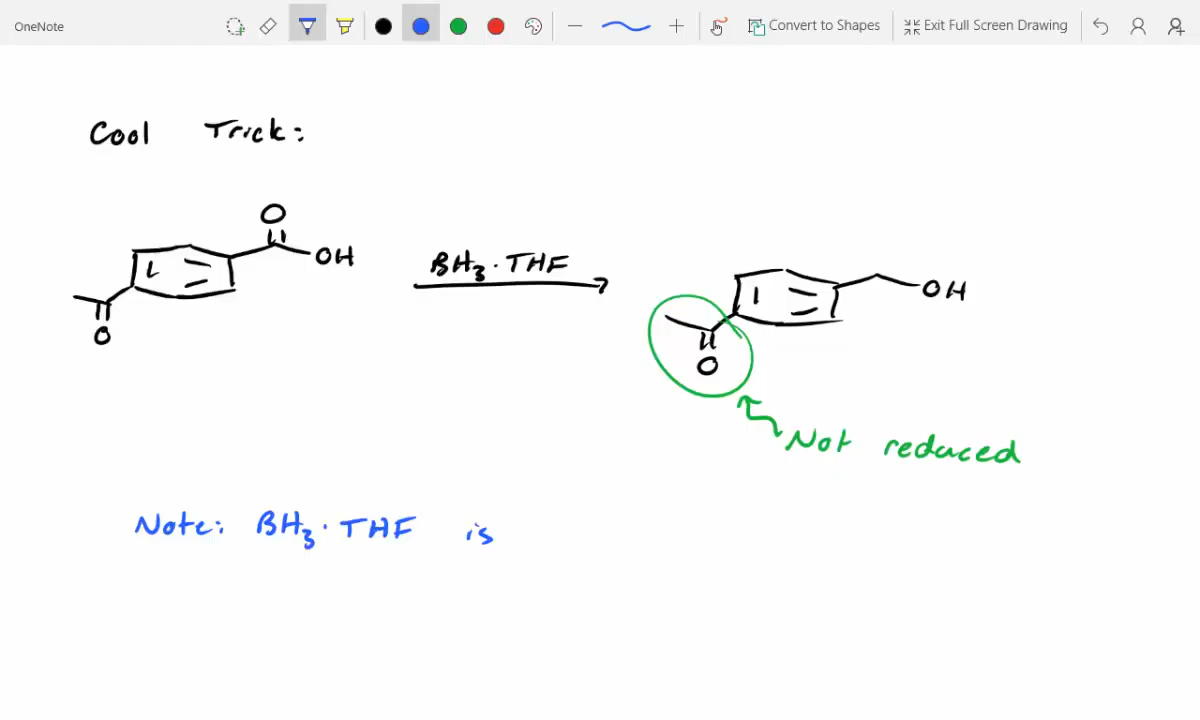 OneNote
Convert to Shapes
Exit Full Screen Drawing
Cool Trick:
O
OH
O
BH3·THF
OH
O
Not reduced
Note: BH3·THF is